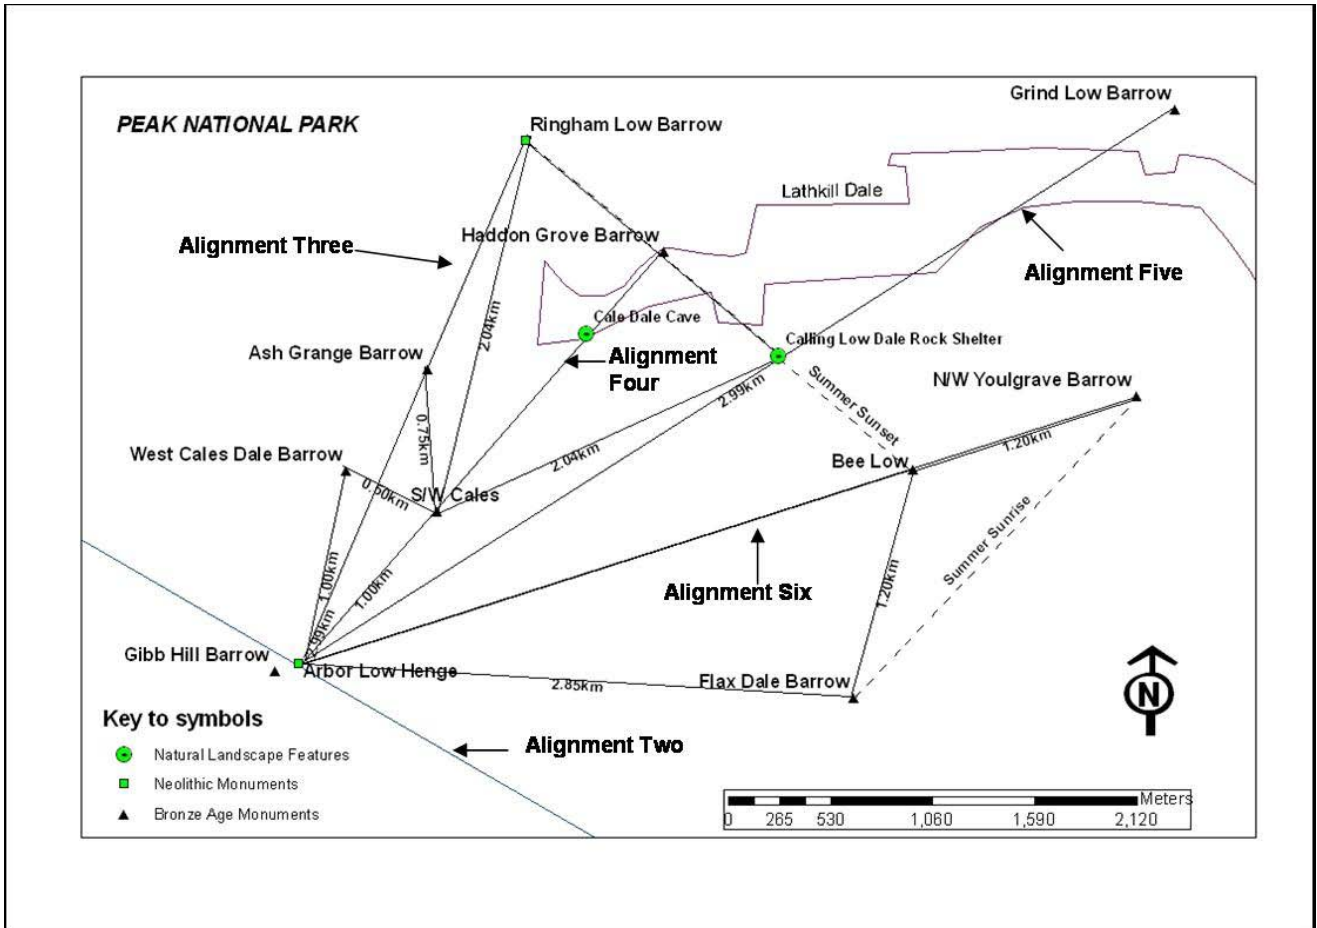 Grind Low Barrow
PEAK NATIONAL PARK
Ringham Low Barrow
Lathkill Dale
Haddon Grove Barrow
Alignment Three
Alignment Five
2.04km
Cale Dale Cave
Calling Low Dale Rock Shelter
Ash Grange Barrow
Alignment
Four
Summer Sunset
N/W Youlgrave Barrow
2.99km
0.75km
1.20km
West Cales Dale Barrow
2.04km
Bee Low
0.50km
S/W Cales
Summer Sunrise
1.00km
1.00km
1.20km
Alignment Six
2.99km
Gibb Hill Barrow
Arbor Low Henge
2.85km
Flax Dale Barrow
N
Key to symbols
Alignment Two
Natural Landscape Features
Neolithic Monuments
Bronze Age Monuments
Meters
0 265 530 1,060 1,590 2,120